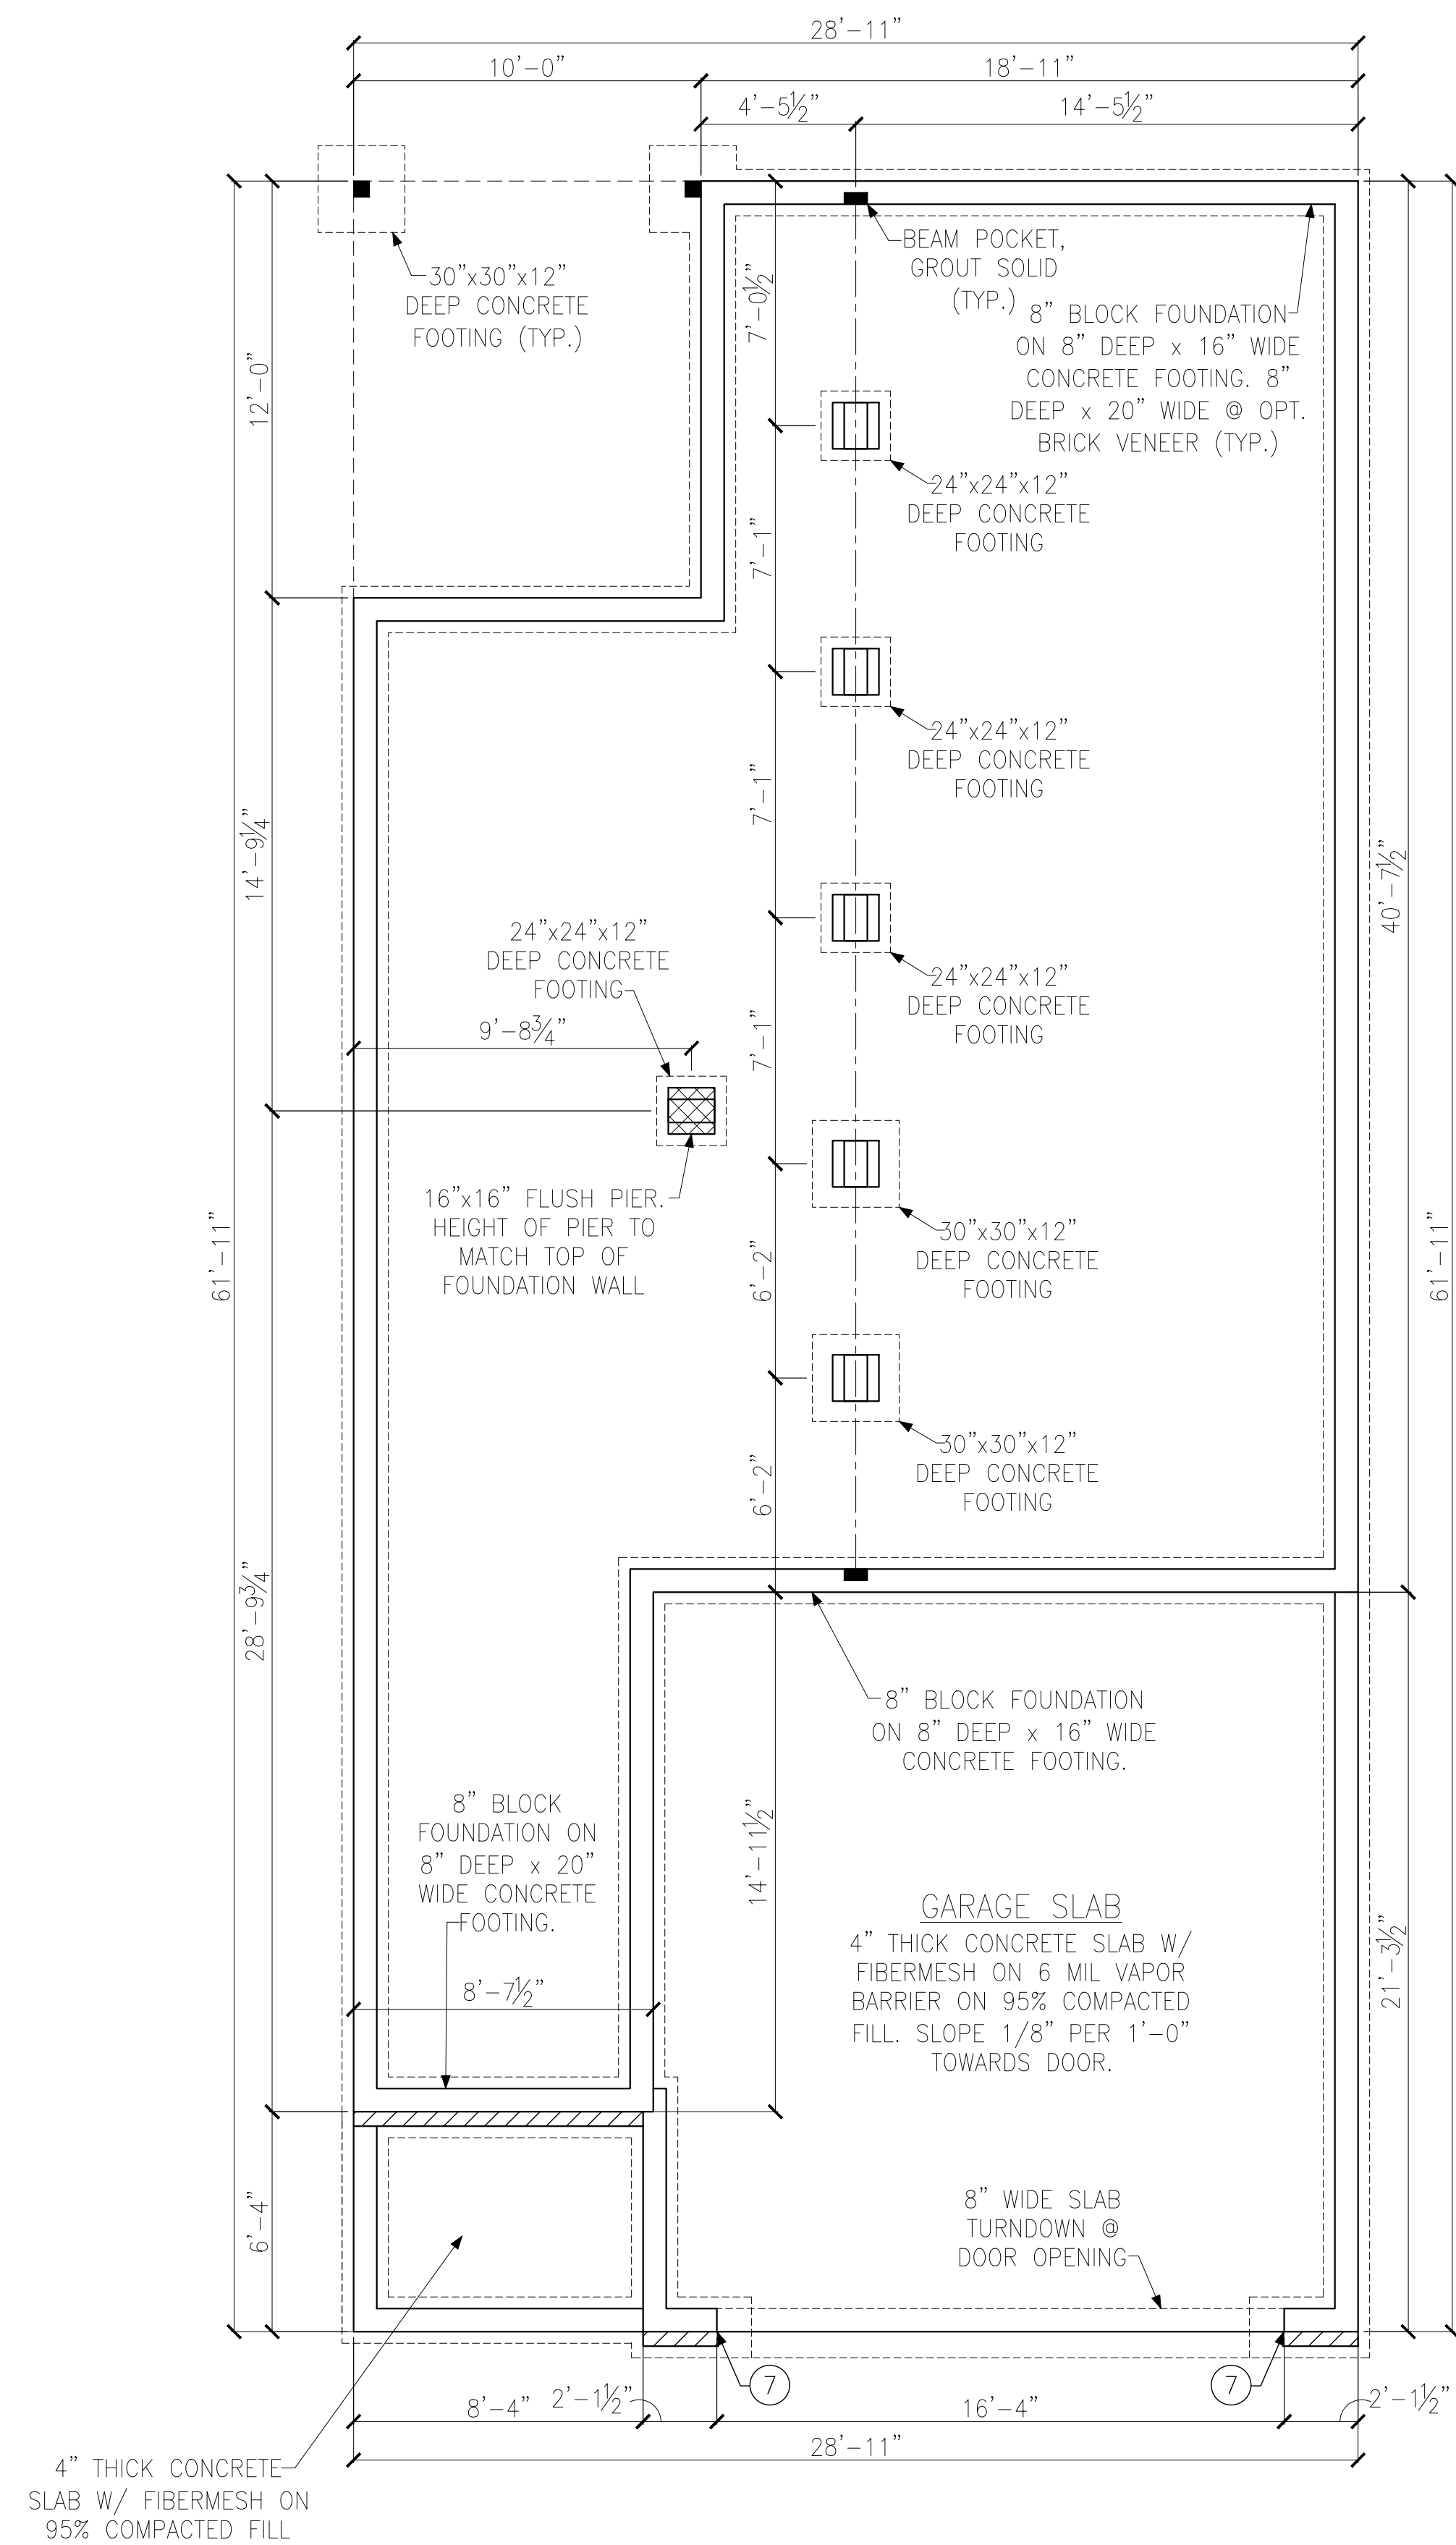 28'-11"
10'-0"
18'-11"
4'-5½"
14'-5½"
BEAM POCKET,
GROUT SOLID
(TYP.)
30"x30"x12"
DEEP CONCRETE
FOOTING (TYP.)
7'-0½"
8" BLOCK FOUNDATION
ON 8" DEEP x 16" WIDE
CONCRETE FOOTING. 8"
DEEP x 20" WIDE @ OPT.
BRICK VENEER (TYP.)
12'-0"
24"x24"x12"
DEEP CONCRETE
FOOTING
7'-1"
24"x24"x12"
DEEP CONCRETE
FOOTING
7'-1"
14'-9¼"
40'-7½"
24"x24"x12"
DEEP CONCRETE
FOOTING
24"x24"x12"
DEEP CONCRETE
FOOTING
9'-8¾"
7'-1"
16"x16" FLUSH PIER.
HEIGHT OF PIER TO
MATCH TOP OF
FOUNDATION WALL
30"x30"x12"
DEEP CONCRETE
FOOTING
61'-11"
6'-2"
61'-11"
30"x30"x12"
DEEP CONCRETE
FOOTING
6'-2"
28'-9¾"
8" BLOCK FOUNDATION
ON 8" DEEP x 16" WIDE
CONCRETE FOOTING.
8" BLOCK
FOUNDATION ON
8" DEEP x 20"
WIDE CONCRETE
FOOTING.
14'-11½"
GARAGE SLAB
4" THICK CONCRETE SLAB W/
FIBERMESH ON 6 MIL VAPOR
BARRIER ON 95% COMPACTED
FILL. SLOPE 1/8" PER 1'-0"
TOWARDS DOOR.
21'-3½"
8'-7½"
6'-4"
8" WIDE SLAB
TURNDOWN @
DOOR OPENING
7
7
8'-4"
2'-1½"
16'-4"
2'-1½"
28'-11"
4" THICK CONCRETE
SLAB W/ FIBERMESH ON
95% COMPACTED FILL